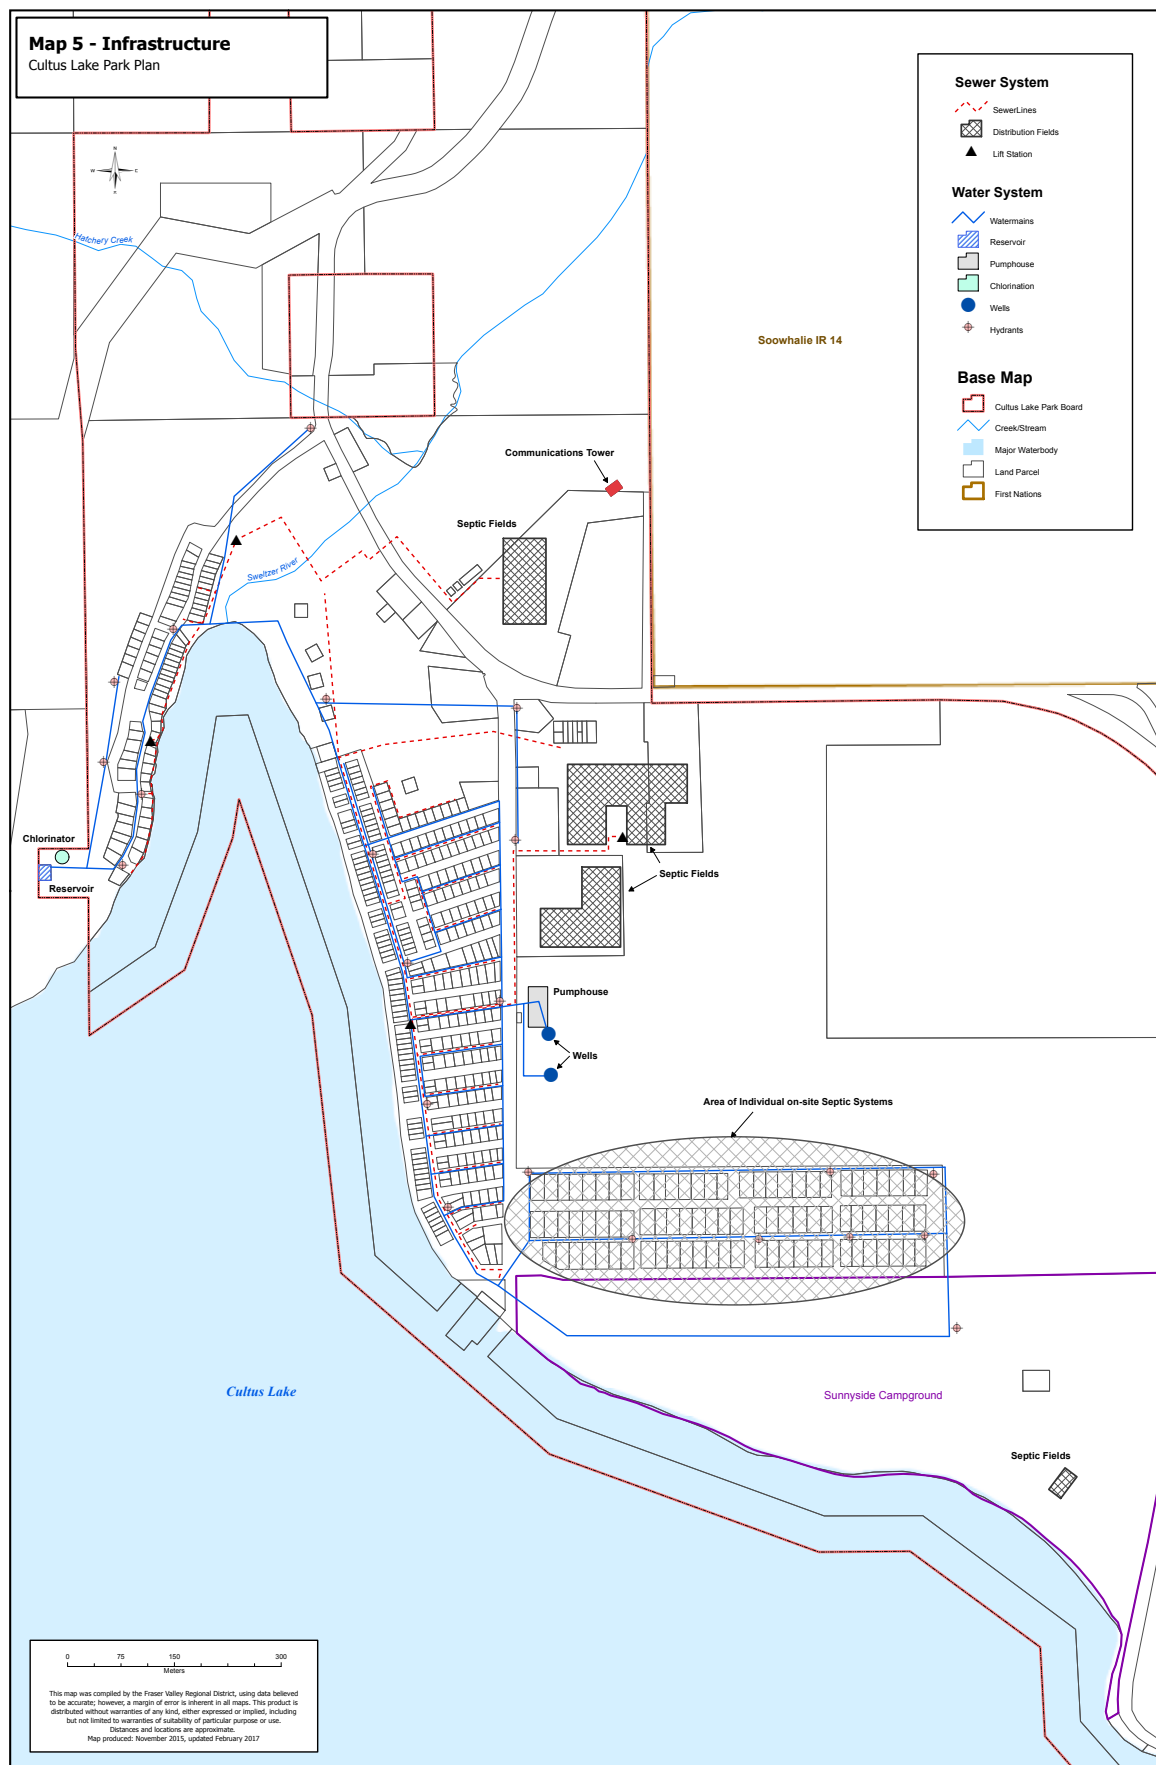 Map 5 - Infrastructure
Cultus Lake Park Plan
N
W
E
S
Sewer System
SewerLines
Distribution Fields
Lift Station
Water System
Watermains
Reservoir
Pumphouse
Chlorination
Wells
Hydrants
Base Map
Cultus Lake Park Board
Creek/Stream
Major Waterbody
Land Parcel
First Nations
Hatchery Creek
Soowhalie IR 14
Communications Tower
Septic Fields
Sweltzer River
Chlorinator
Reservoir
Septic Fields
Pumphouse
Wells
Area of Individual on-site Septic Systems
Cultus Lake
Sunnyside Campground
Septic Fields
0 75 150 300
Meters
This map was compiled by the Fraser Valley Regional District, using data believed
to be accurate; however, a margin of error is inherent in all maps. This product is
distributed without warranties of any kind, either expressed or implied, including
but not limited to warranties of suitability of particular purpose or use.
Distances and locations are approximate.
Map produced: November 2015, updated February 2017